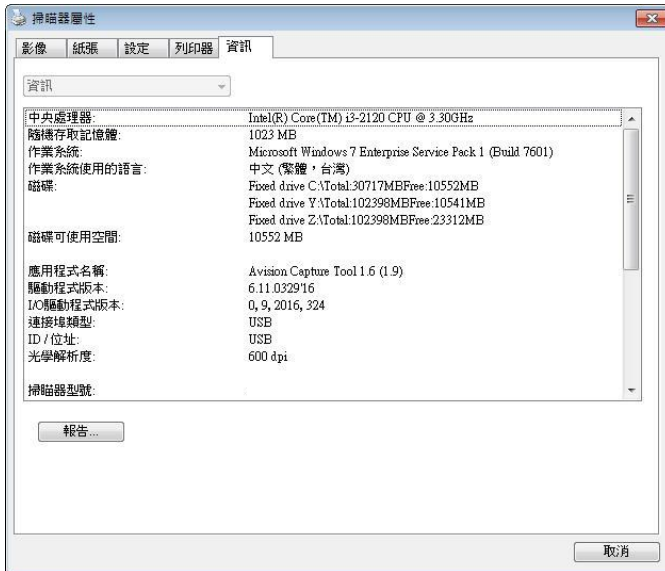 掃瞄器屬性
影像 紙張 設定 列印器 資訊
資訊
中央處理器: Intel(R) Core(TM) i3-2120 CPU @ 3.30GHz
隨機存取記憶體: 1023 MB
作業系統: Microsoft Windows 7 Enterprise Service Pack 1 (Build 7601)
作業系統使用的語言: 中文 (繁體，台灣)
磁碟: Fixed drive C:\Total:30717MBFree:10552MB
Fixed drive Y:\Total:102398MBFree:10541MB
Fixed drive Z:\Total:102398MBFree:23312MB
磁碟可使用空間: 10552 MB
應用程式名稱: Avision Capture Tool 1.6 (1.9)
驅動程式版本: 6.11.0329'16
I/O驅動程式版本: 0, 9, 2016, 324
連接埠類型: USB
ID / 位址: USB
光學解析度: 600 dpi
掃瞄器型號:
報告...
取消